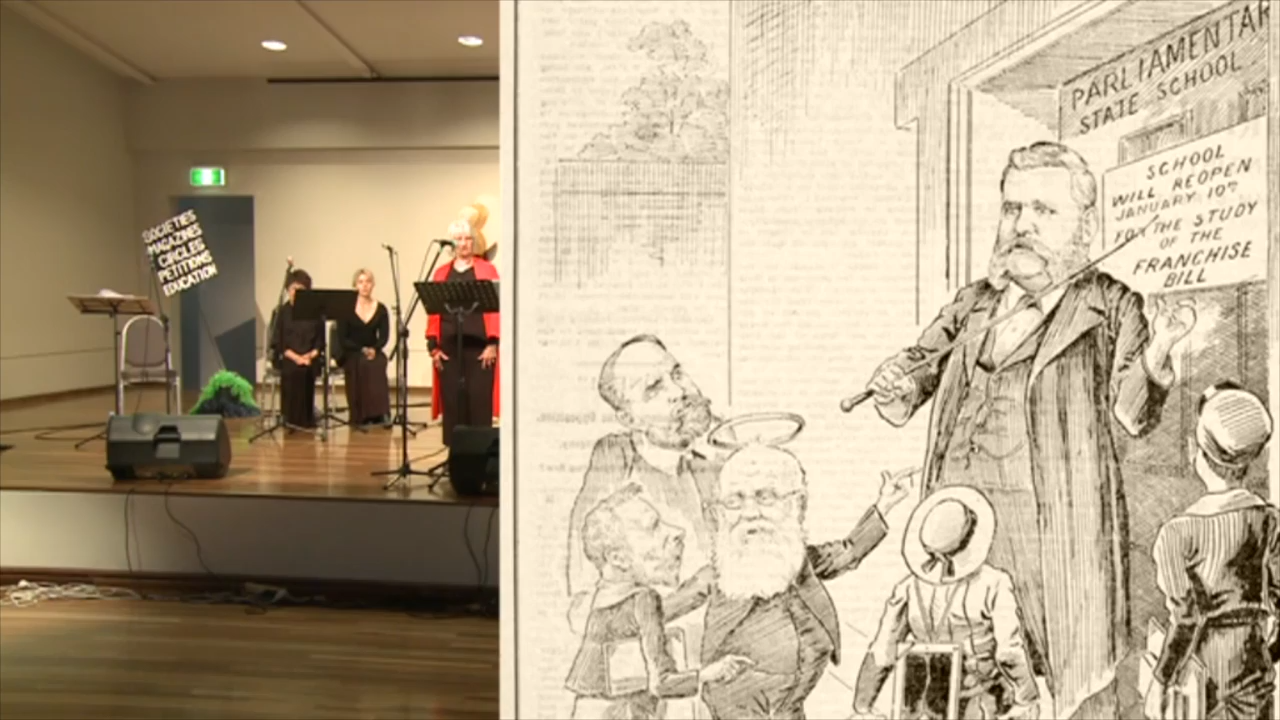 SOCIETIES
MAGAZINES
CIRCLES
PETITIONS
EDUCATION
PARLIAMENTAR
STATE SCHOOL
SCHOOL
WILL REOPEN
JANUARY 10TH
FOR THE STUDY
OF THE
FRANCHISE
BILL